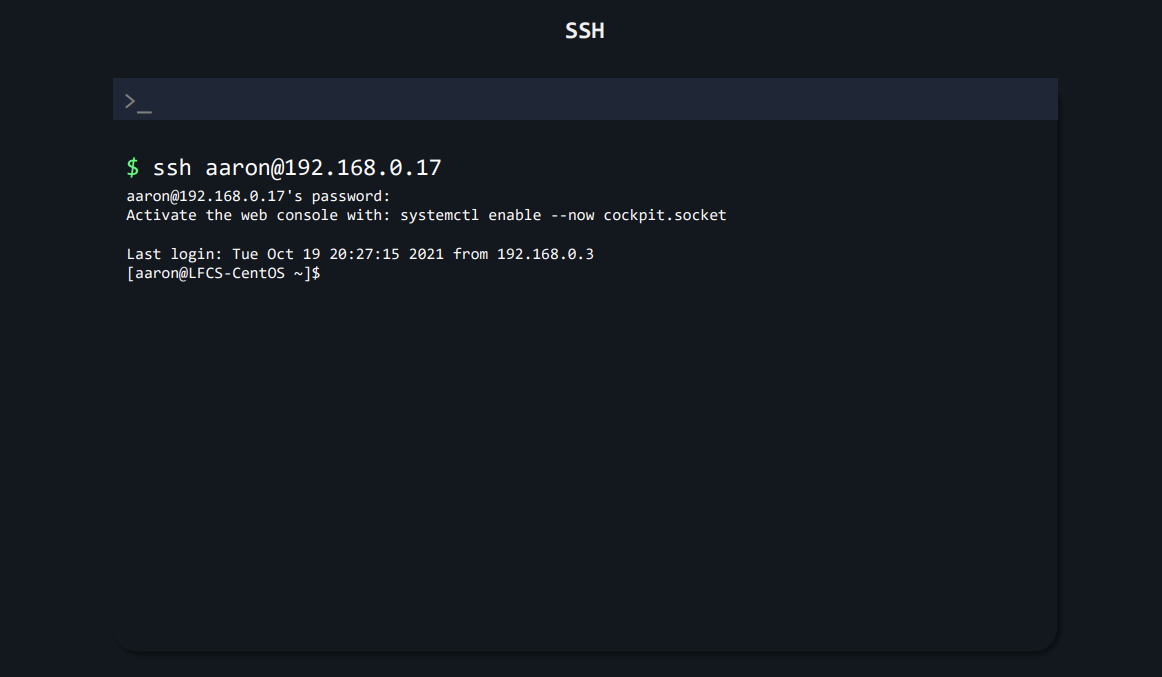 SSH
>_
$ ssh aaron@192.168.0.17
aaron@192.168.0.17's password:
Activate the web console with: systemctl enable --now cockpit.socket
Last login: Tue Oct 19 20:27:15 2021 from 192.168.0.3
[aaron@LFCS-CentOS ~]$